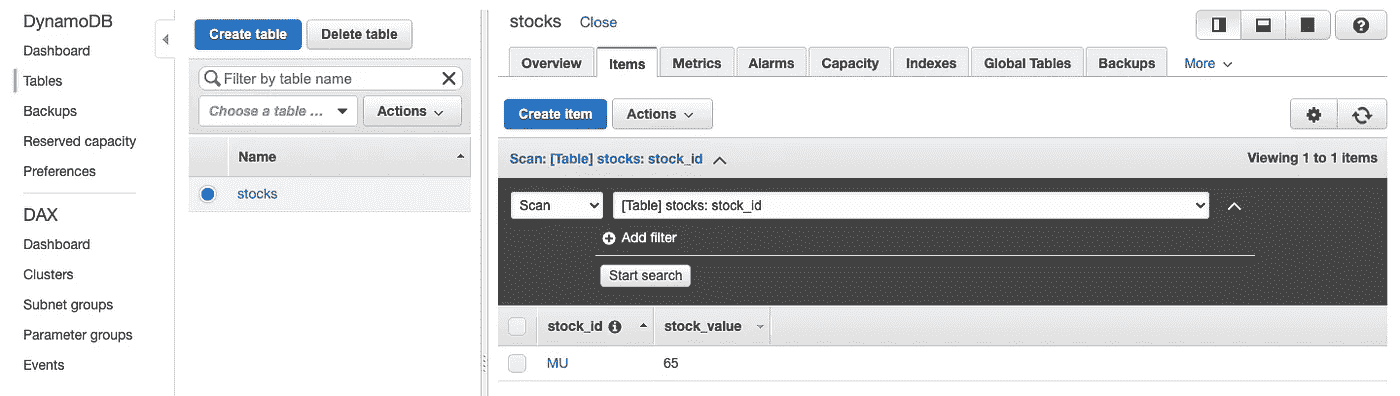 DynamoDB
Dashboard
Tables
Backups
Reserved capacity
Preferences
DAX
Dashboard
Clusters
Subnet groups
Parameter groups
Events
Create table
Delete table
Filter by table name
Choose a table ...
Actions
Name
stocks
stocks Close
Overview Items Metrics Alarms Capacity Indexes Global Tables Backups More
Create item Actions
Scan: [Table] stocks: stock_id
Viewing 1 to 1 items
Scan [Table] stocks: stock_id
Add filter
Start search
stock_id stock_value
MU 65